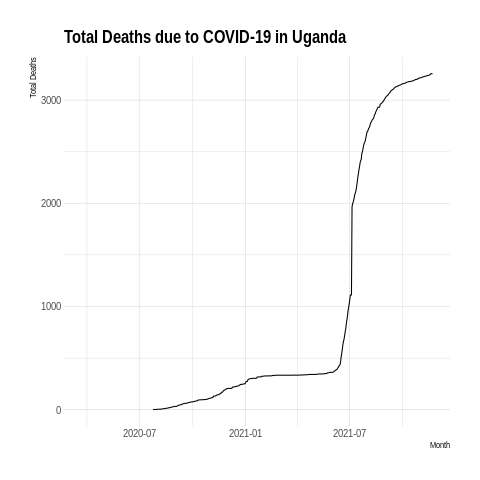 Total Deaths due to COVID-19 in Uganda
Total Deaths
3000
2000
1000
0
2020-07
2021-01
2021-07
Month